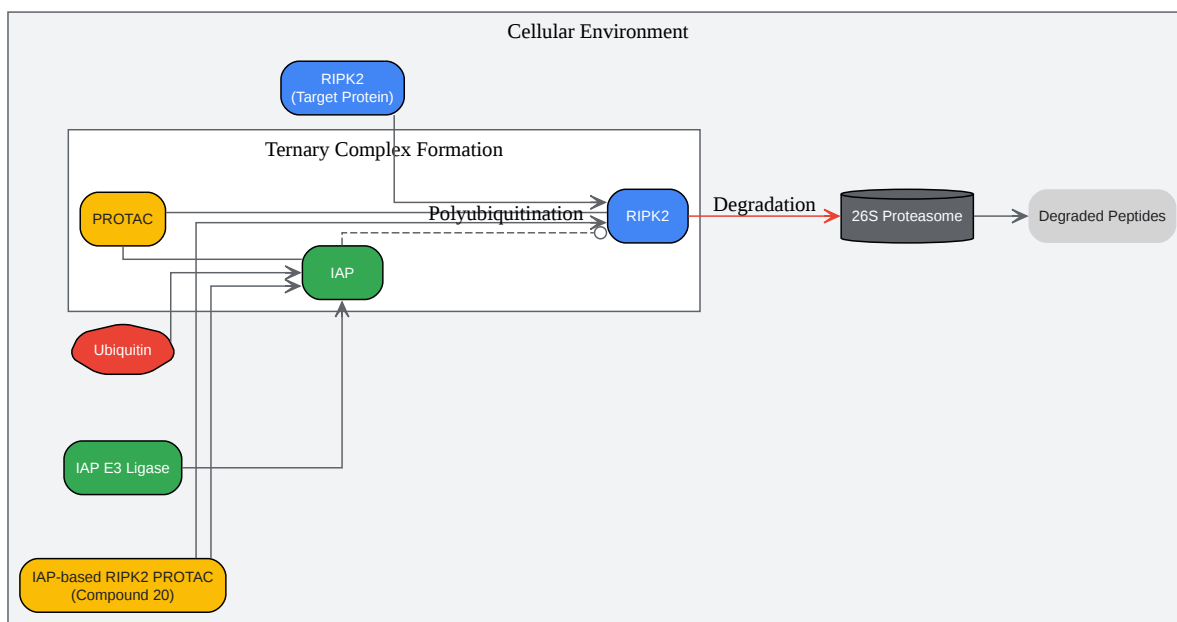 Cellular Environment
RIPK2
(Target Protein)
Ternary Complex Formation
PROTAC
Polyubiquitination
RIPK2
Degradation
26S Proteasome
Degraded Peptides
IAP
Ubiquitin
IAP E3 Ligase
IAP-based RIPK2 PROTAC
(Compound 20)